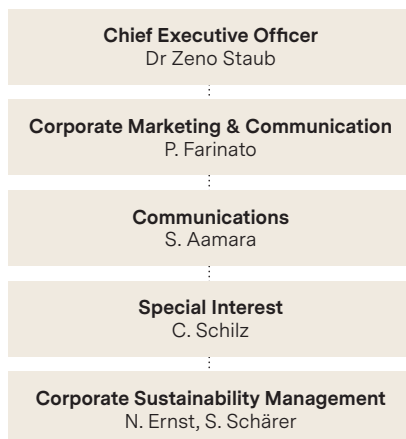 Chief Executive Officer
Dr Zeno Staub
Corporate Marketing & Communication
P. Farinato
Communications
S. Aamara
Special Interest
C. Schilz
Corporate Sustainability Management
N. Ernst, S. Schärer